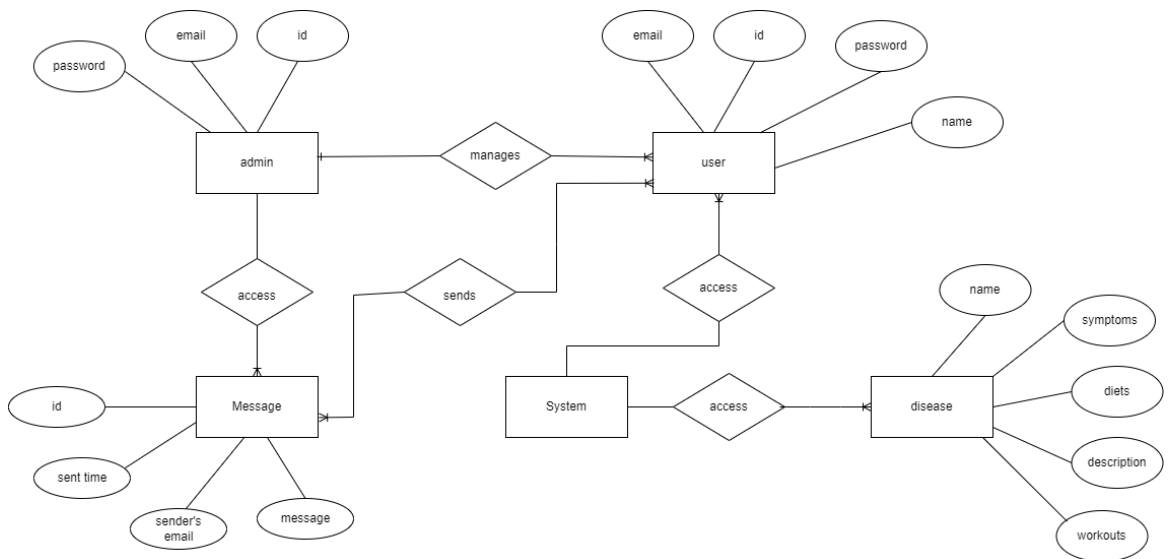 email
id
password
email
id
password
name
admin
manages
user
access
sends
access
name
symptoms
id
Message
System
access
disease
diets
sent time
sender's
email
message
description
workouts